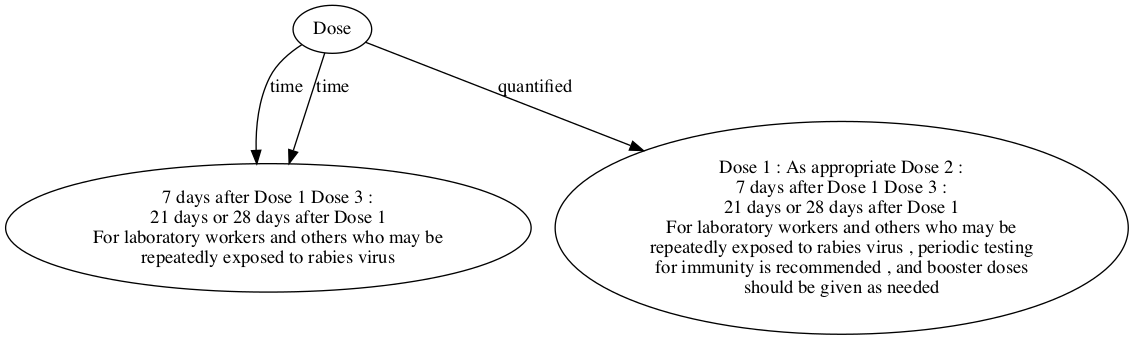 Dose
time
time
quantified
7 days after Dose 1 Dose 3 :
21 days or 28 days after Dose 1
For laboratory workers and others who may be
repeatedly exposed to rabies virus
Dose 1 : As appropriate Dose 2 :
7 days after Dose 1 Dose 3 :
21 days or 28 days after Dose 1
For laboratory workers and others who may be
repeatedly exposed to rabies virus , periodic testing
for immunity is recommended , and booster doses
should be given as needed